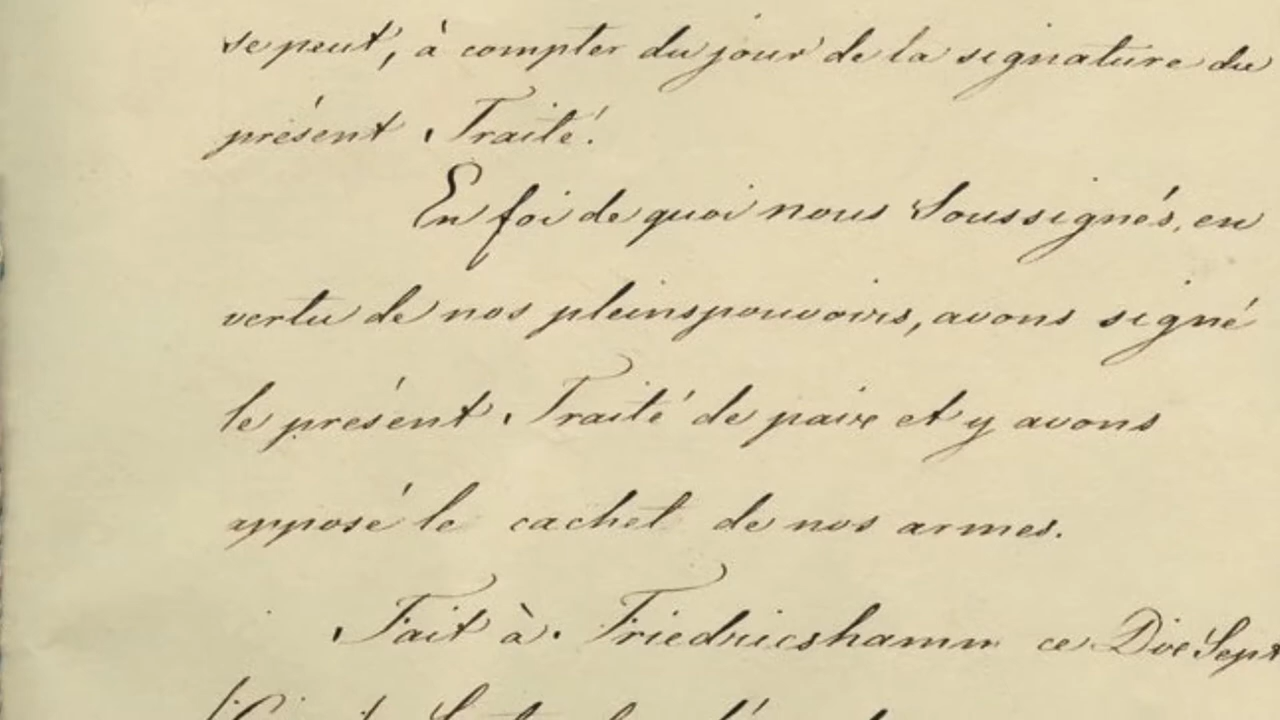 se peut, à compter du jour de la signature du
présent Traité.
En foi de quoi nous Soussignés, en
vertu de nos pleinspouvoirs, avons signé
le présent Traité de paix et y avons
apposé le cachet de nos armes.
Fait à Friedricshamm ce Dix Sept